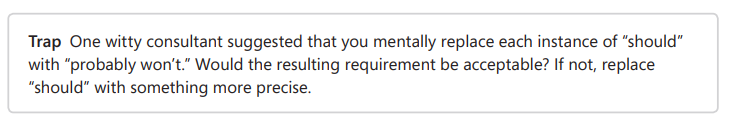 Trap One witty consultant suggested that you mentally replace each instance of “should”
with “probably won’t.” Would the resulting requirement be acceptable? If not, replace
“should” with something more precise.